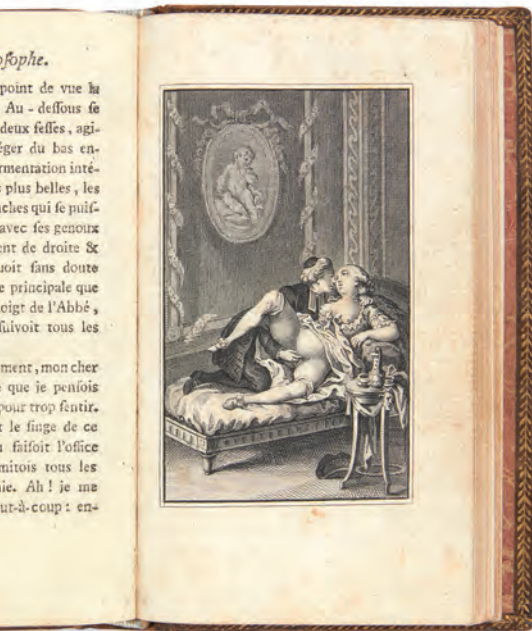 ofophe.
point de vue la
Au - deſſous ſe
deux feſſes, agi-
éger du bas en-
rmentation inté-
s plus belles, les
nches qui ſe puiſ-
avec ſes genoux
ent de droite &
uoit ſans doute
e principale que
oigt de l'Abbé,
ſuivoit tous les
ment, mon cher
e que je penſois
pour trop ſentir.
t le ſinge de ce
n faiſoit l'office
mitois tous les
nie. Ah ! je me
ut-à-coup : en-